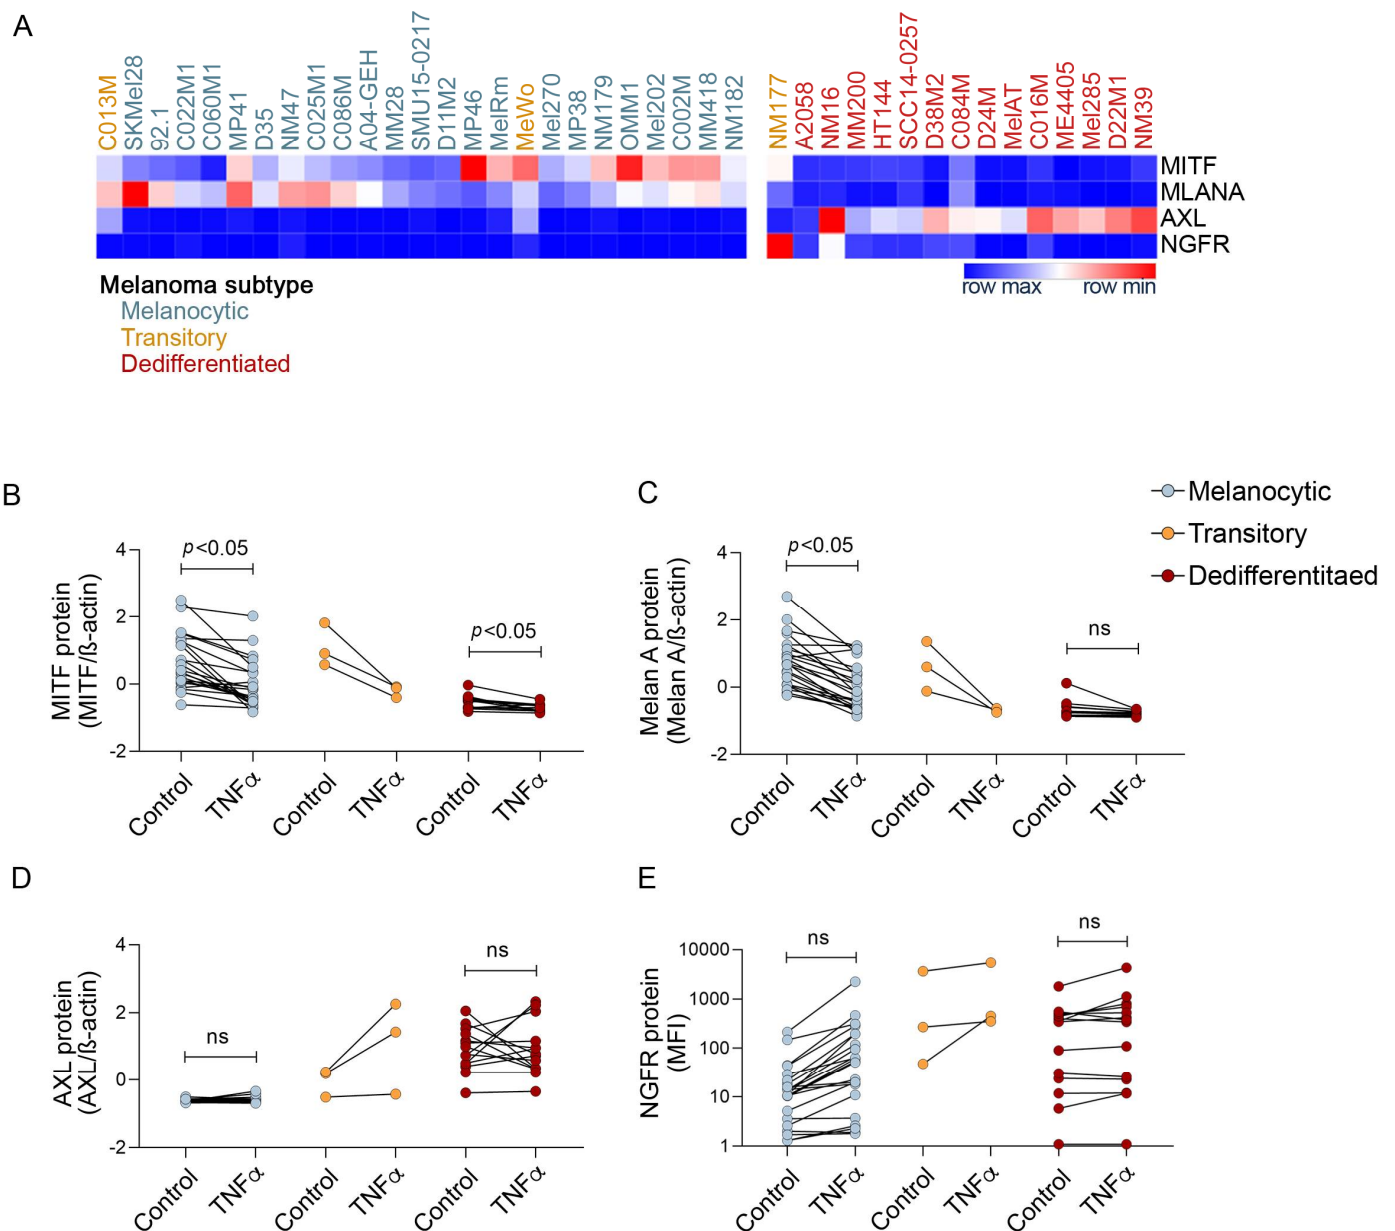 A
C013M
SKMel28
92.1
C022M1
C060M1
MP41
D35
NM47
C025M1
C086M
A04-GEH
MM28
SMU15-0217
D11M2
MP46
MelRm
MeWo
Mel270
MP38
NM179
OMM1
Mel202
C002M
MM418
NM182
NM177
A2058
NM16
MM200
HT144
SCC14-0257
D38M2
C084M
D24M
MelAT
C016M
ME4405
Mel285
D22M1
NM39
MITF
MLANA
AXL
NGFR
row max row min
Melanoma subtype
Melanocytic
Transitory
Dedifferentiated
B
MITF protein
(MITF/ß-actin)
4
2
0
-2
p<0.05
p<0.05
Control
TNFα
Control
TNFα
Control
TNFα
C
Melan A protein
(Melan A/ß-actin)
4
2
0
-2
p<0.05
ns
Control
TNFα
Control
TNFα
Control
TNFα
Melanocytic
Transitory
Dedifferentitaed
D
AXL protein
(AXL/ß-actin)
4
2
0
-2
ns
ns
Control
TNFα
Control
TNFα
Control
TNFα
E
NGFR protein
(MFI)
10000
1000
100
10
1
ns
ns
Control
TNFα
Control
TNFα
Control
TNFα